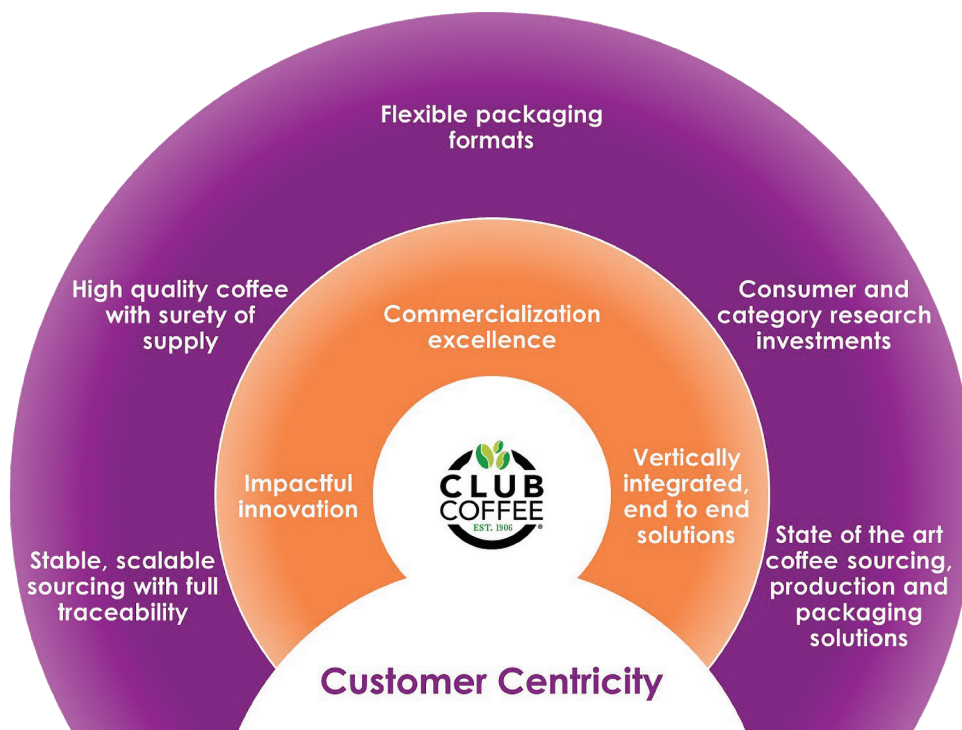 Flexible packaging
formats
High quality coffee
with surety of
supply
Commercialization
excellence
Consumer and
category research
investments
Impactful
innovation
CLUB
COFFEE
EST. 1906
®
Vertically
integrated,
end to end
solutions
Stable, scalable
sourcing with full
traceability
State of the art
coffee sourcing,
production and
packaging
solutions
Customer Centricity